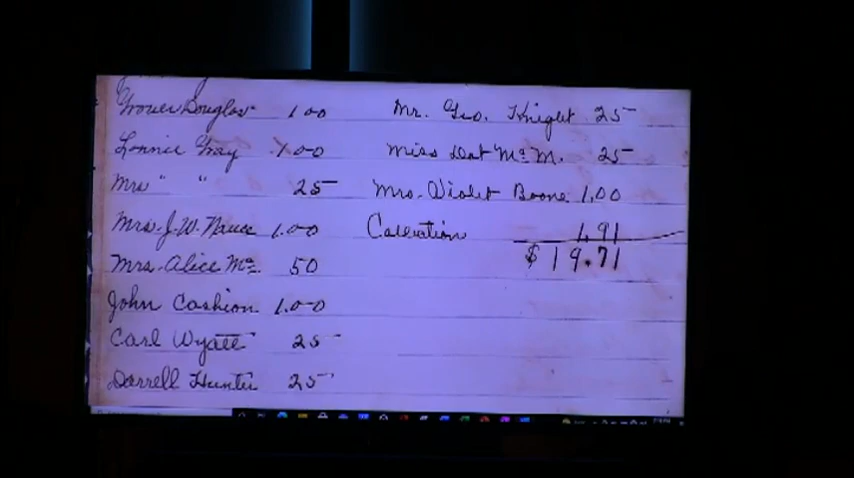 Grover Douglas 1 00
Lonnie Gray 1.00
Mrs " " 25
Mrs. J. W. Nance 1.00
Mrs. Alice Mc. 50
John Cashion 1.00
Carl Wyatt 25
Darrell Hunter 25
Mr. Geo. Knight 25
Miss Dot Mc M. 25
Mrs. Violet Boone 1.00
Collection 1.91
$19.71